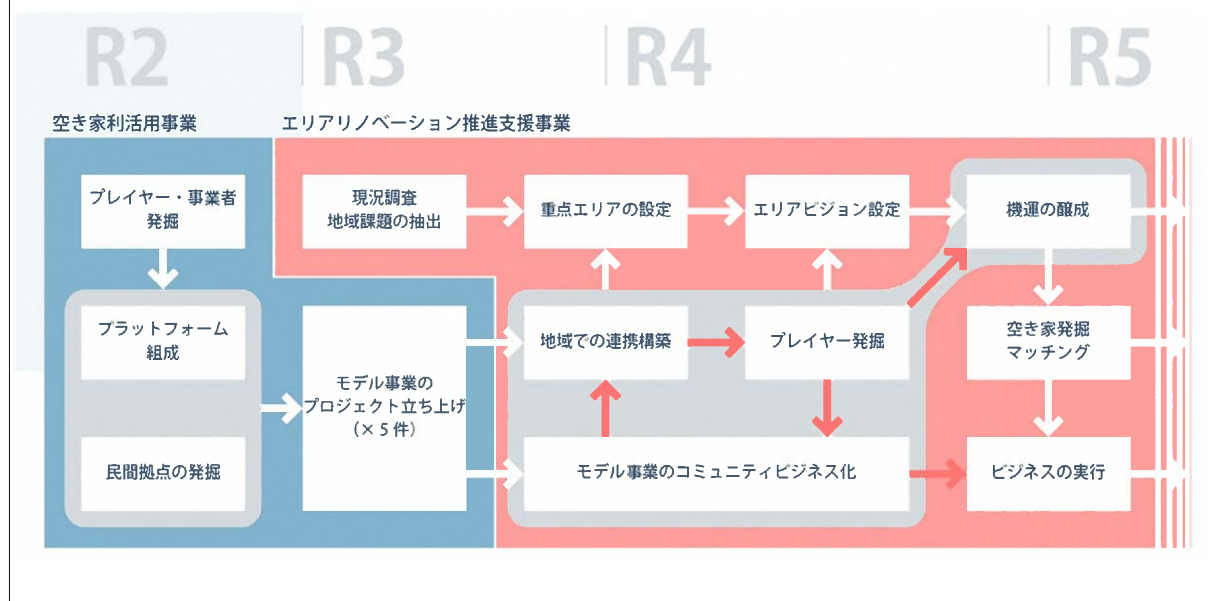 R2
R3
R4
R5
空き家利活用事業
エリアリノベーション推進支援事業
プレイヤー・事業者
発掘
現況調査
地域課題の抽出
重点エリアの設定
エリアビジョン設定
機運の醸成
プラットフォーム
組成
モデル事業の
プロジェクト立ち上げ
（×５件）
地域での連携構築
プレイヤー発掘
空き家発掘
マッチング
民間拠点の発掘
モデル事業のコミュニティビジネス化
ビジネスの実行